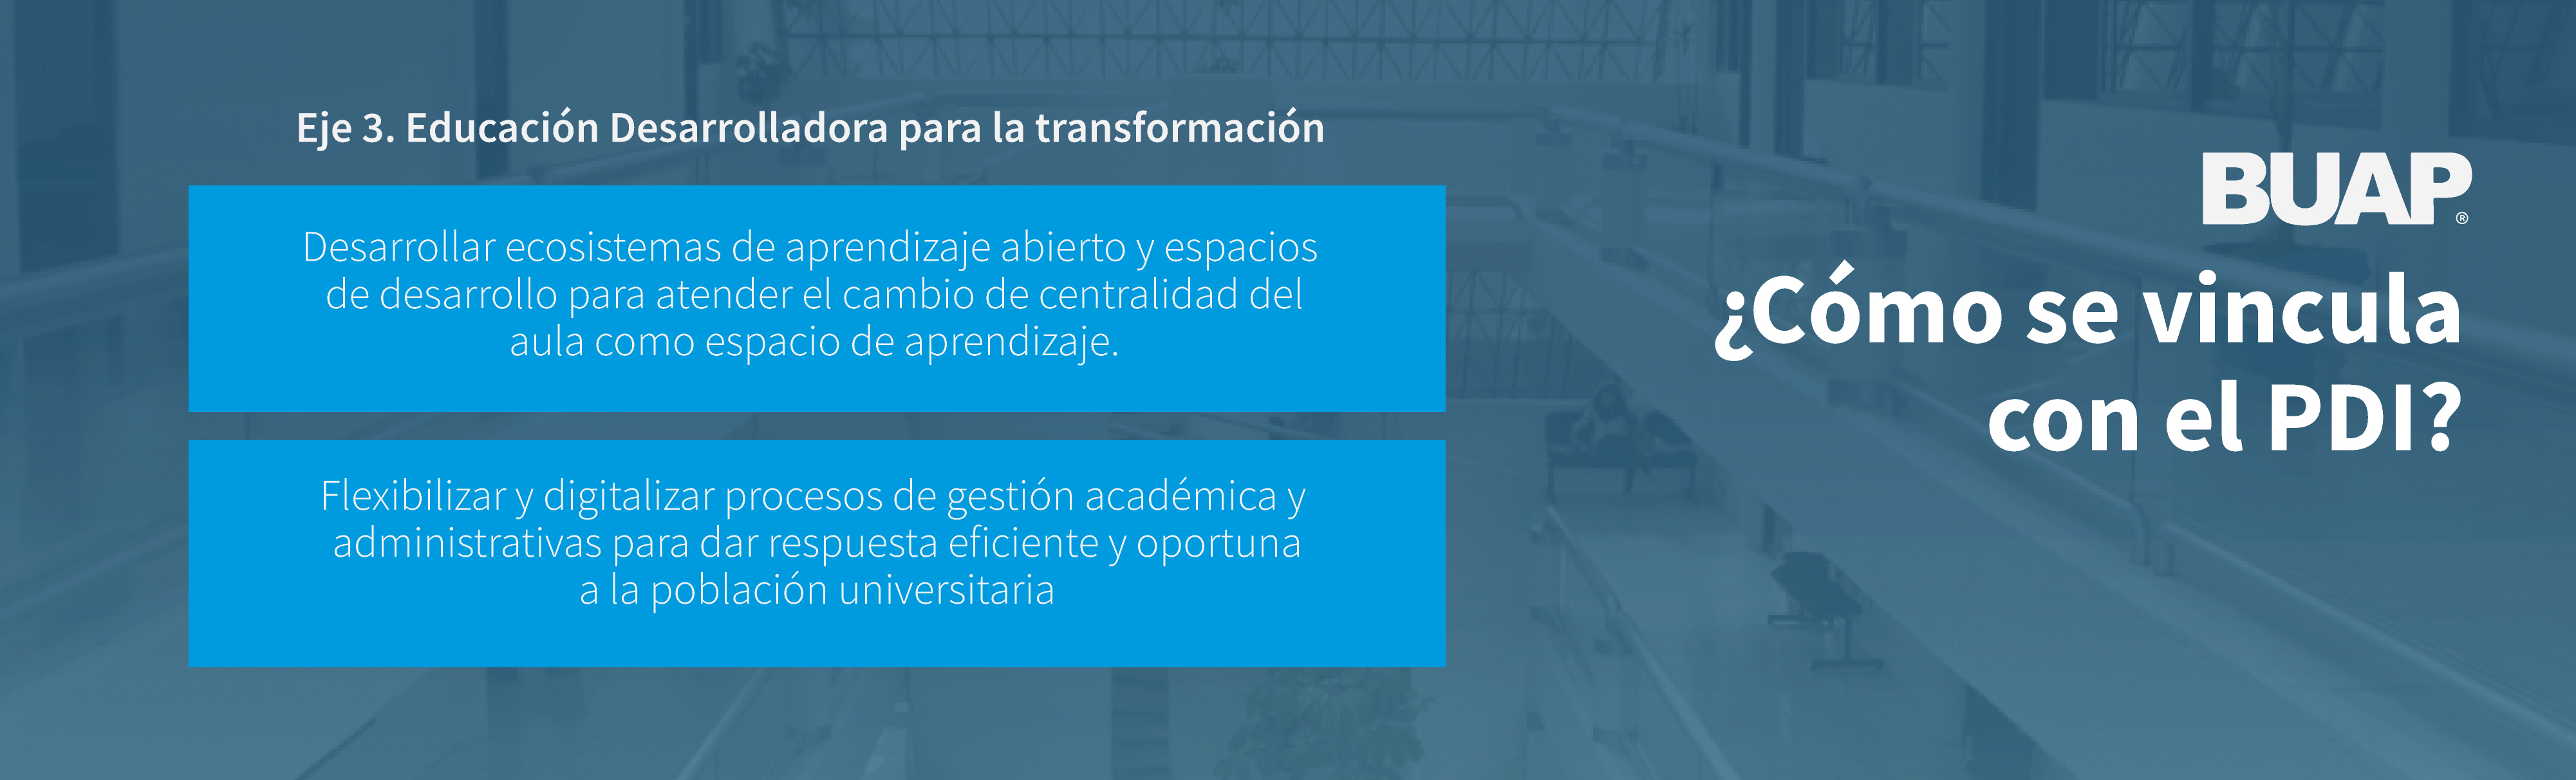 Eje 3. Educación Desarrolladora para la transformación
Desarrollar ecosistemas de aprendizaje abierto y espacios
de desarrollo para atender el cambio de centralidad del
aula como espacio de aprendizaje.
Flexibilizar y digitalizar procesos de gestión académica y
administrativas para dar respuesta eficiente y oportuna
a la población universitaria
BUAP®
¿Cómo se vincula
con el PDI?